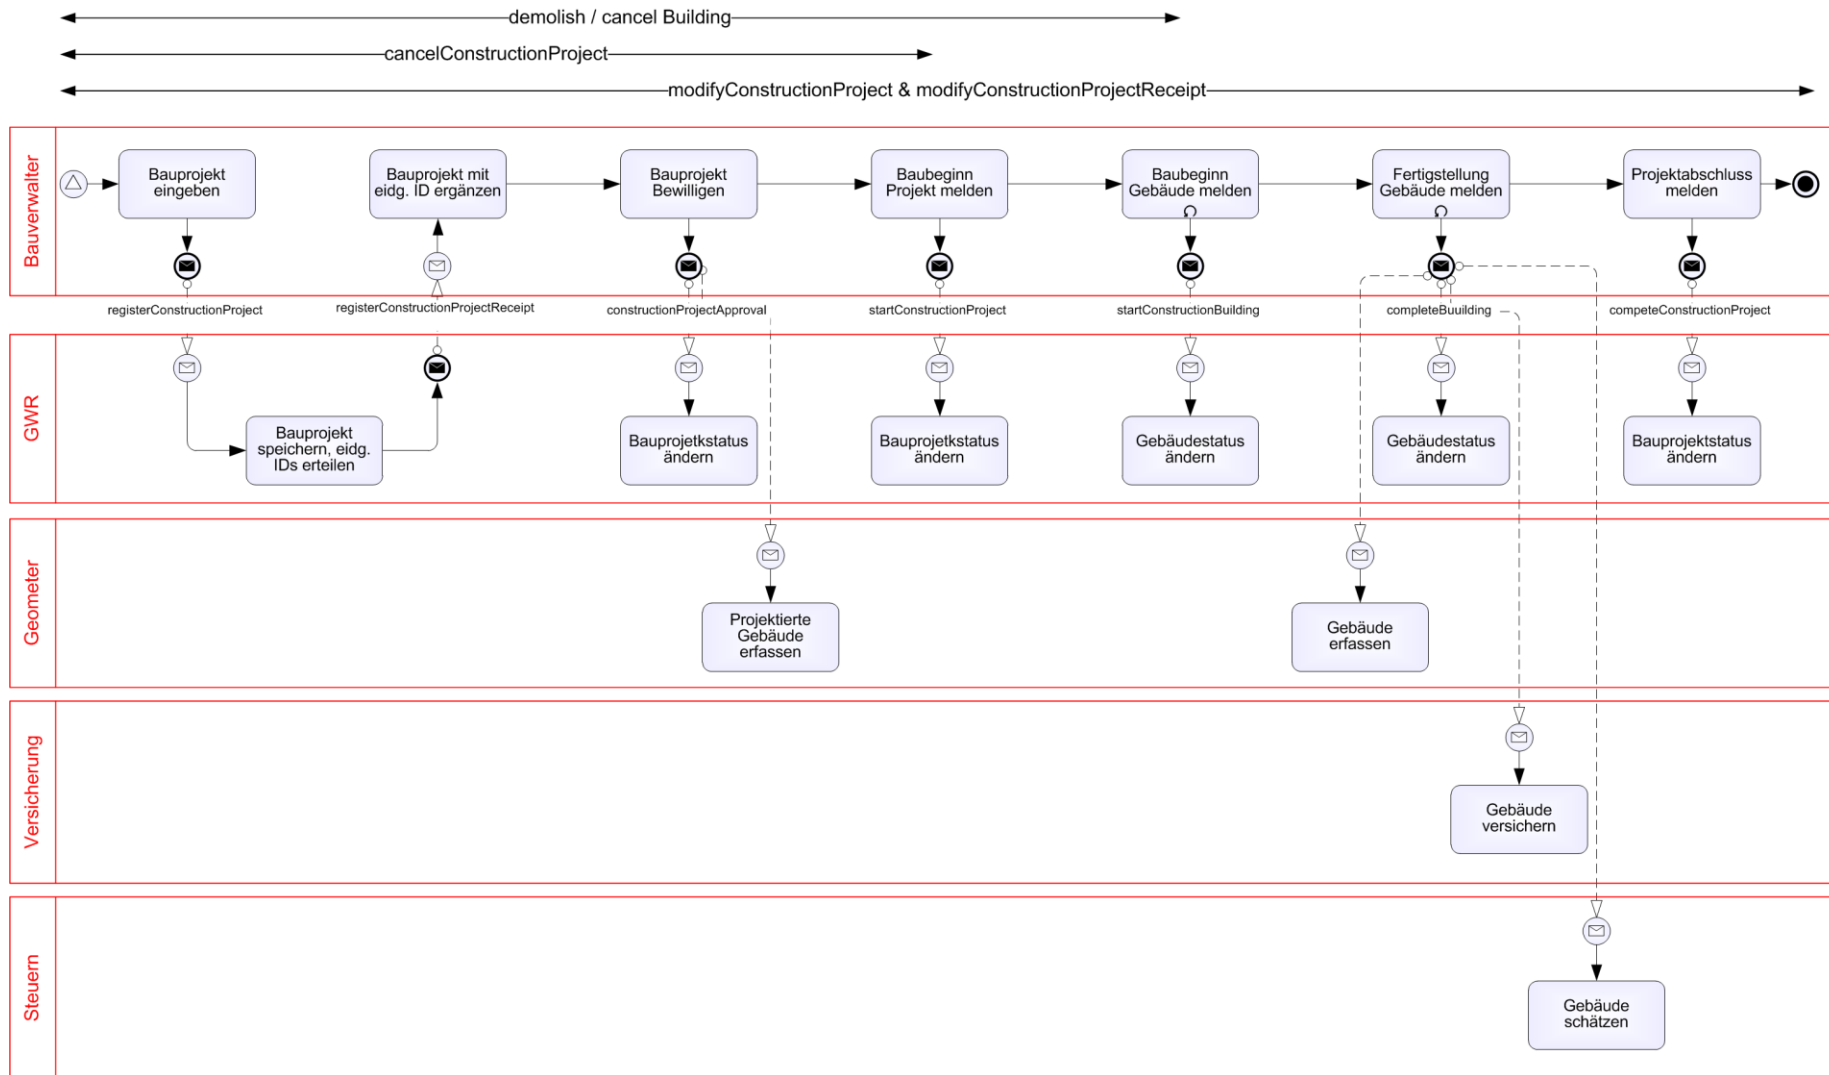 demolish / cancel Building
cancelConstructionProject
modifyConstructionProject & modifyConstructionProjectReceipt
Bauverwalter
Bauprojekt
eingeben
Bauprojekt mit
eidg. ID ergänzen
Bauprojekt
Bewilligen
Baubeginn
Projekt melden
Baubeginn
Gebäude melden
Fertigstellung
Gebäude melden
Projektabschluss
melden
registerConstructionProject
registerConstructionProjectReceipt
constructionProjectApproval
startConstructionProject
startConstructionBuilding
completeBuuilding
competeConstructionProject
GWR
Bauprojekt
speichern, eidg.
IDs erteilen
Bauprojetkstatus
ändern
Bauprojetkstatus
ändern
Gebäudestatus
ändern
Gebäudestatus
ändern
Bauprojektstatus
ändern
Geometer
Projektierte
Gebäude
erfassen
Gebäude
erfassen
Versicherung
Gebäude
versichern
Steuern
Gebäude
schätzen